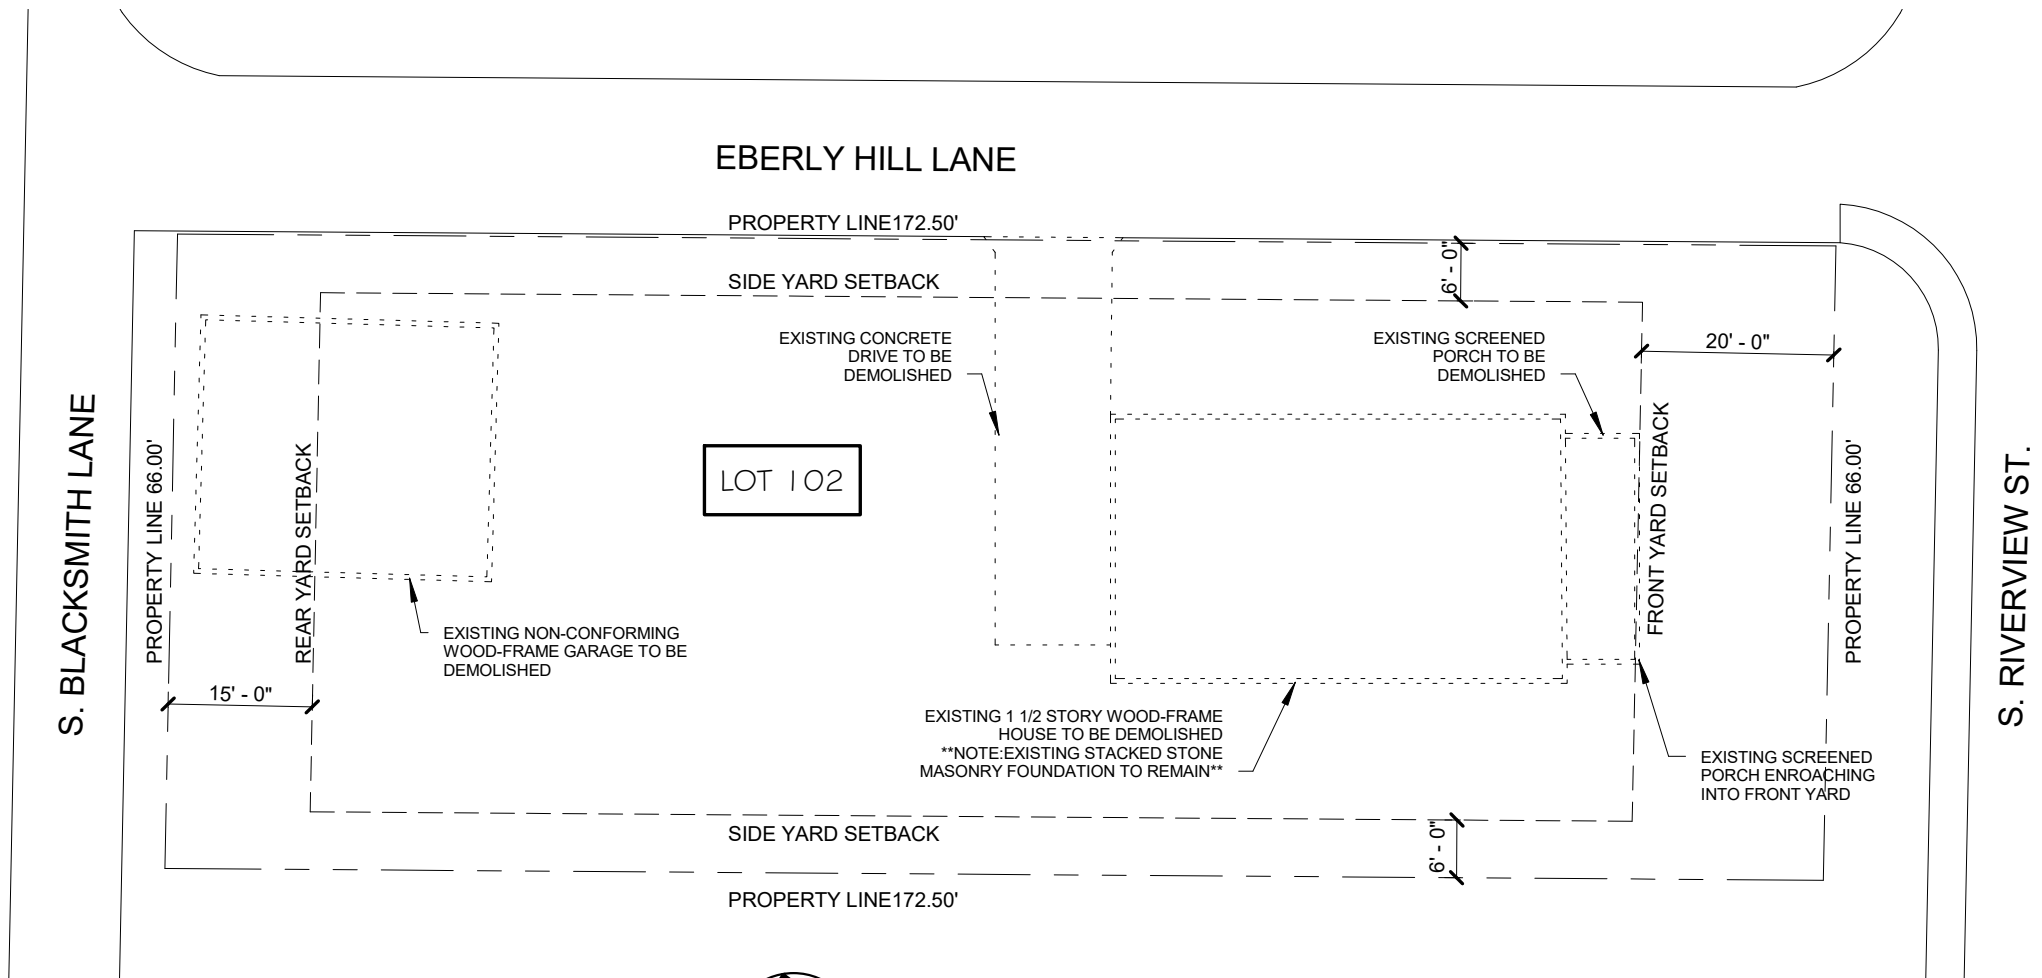 EBERLY HILL LANE
PROPERTY LINE172.50'
SIDE YARD SETBACK
6' - 0"
EXISTING CONCRETE
DRIVE TO BE
DEMOLISHED
EXISTING SCREENED
PORCH TO BE
DEMOLISHED
20' - 0"
S. BLACKSMITH LANE
PROPERTY LINE 66.00'
REAR YARD SETBACK
LOT 102
FRONT YARD SETBACK
PROPERTY LINE 66.00'
S. RIVERVIEW ST.
EXISTING NON-CONFORMING
WOOD-FRAME GARAGE TO BE
DEMOLISHED
15' - 0"
EXISTING 1 1/2 STORY WOOD-FRAME
HOUSE TO BE DEMOLISHED
**NOTE:EXISTING STACKED STONE
MASONRY FOUNDATION TO REMAIN**
EXISTING SCREENED
PORCH ENROACHING
INTO FRONT YARD
SIDE YARD SETBACK
6' - 0"
PROPERTY LINE172.50'